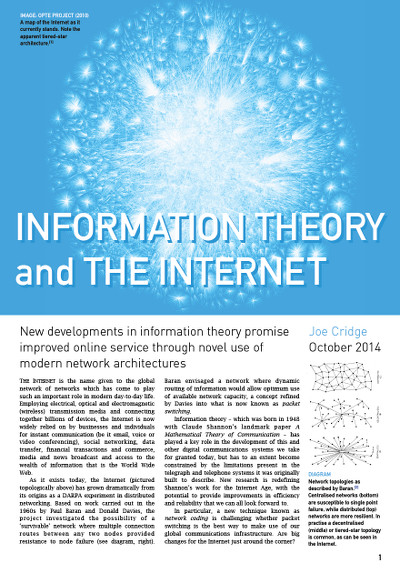 IMAGE: OPTE PROJECT (2010)
A map of the internet as it
currently stands. Note the
apparent tiered-star
architecture.[1]
INFORMATION THEORY
and THE INTERNET
New developments in information theory promise
improved online service through novel use of
modern network architectures
Joe Cridge
October 2014
THE INTERNET is the name given to the global
network of networks which has come to play
such an important role in modern day-to-day life.
Employing electrical, optical and electromagnetic
(wireless) transmission media and connecting
together billions of devices, the Internet is now
widely relied on by businesses and individuals
for instant communication (be it email, voice or
video conferencing), social networking, data
transfer, financial transactions and commerce,
media and news broadcast and access to the
wealth of information that is the World Wide
Web.
As it exists today, the Internet (pictured
topologically above) has grown dramatically from
its origins as a DARPA experiment in distributed
networking. Based on work carried out in the
1960s by Paul Baran and Donald Davies, the
project investigated the possibility of a
'survivable' network where multiple connection
routes between any two nodes provided
resistance to node failure (see diagram, right).
Baran envisaged a network where dynamic
routing of information would allow optimum use
of available network capacity, a concept refined
by Davies into what is now known as packet
switching.
Information theory – which was born in 1948
with Claude Shannon's landmark paper A
Mathematical Theory of Communication – has
played a key role in the development of this and
other digital communications systems we take
for granted today, but has to an extent become
constrained by the limitations present in the
telegraph and telephone systems it was originally
built to describe. New research is redefining
Shannon's work for the Internet Age, with the
potential to provide improvements in efficiency
and reliability that we can all look forward to.
In particular, a new technique known as
network coding is challenging whether packet
switching is the best way to make use of our
global communications infrastructure. Are big
changes for the Internet just around the corner?
DIAGRAM
Network topologies as
described by Baran.[2]
Centralised networks (bottom)
are susceptible to single point
failure, while distributed (top)
networks are more resilient. In
practise a decentralised
(middle) or tiered-star topology
is common, as can be seen in
the Internet.
1